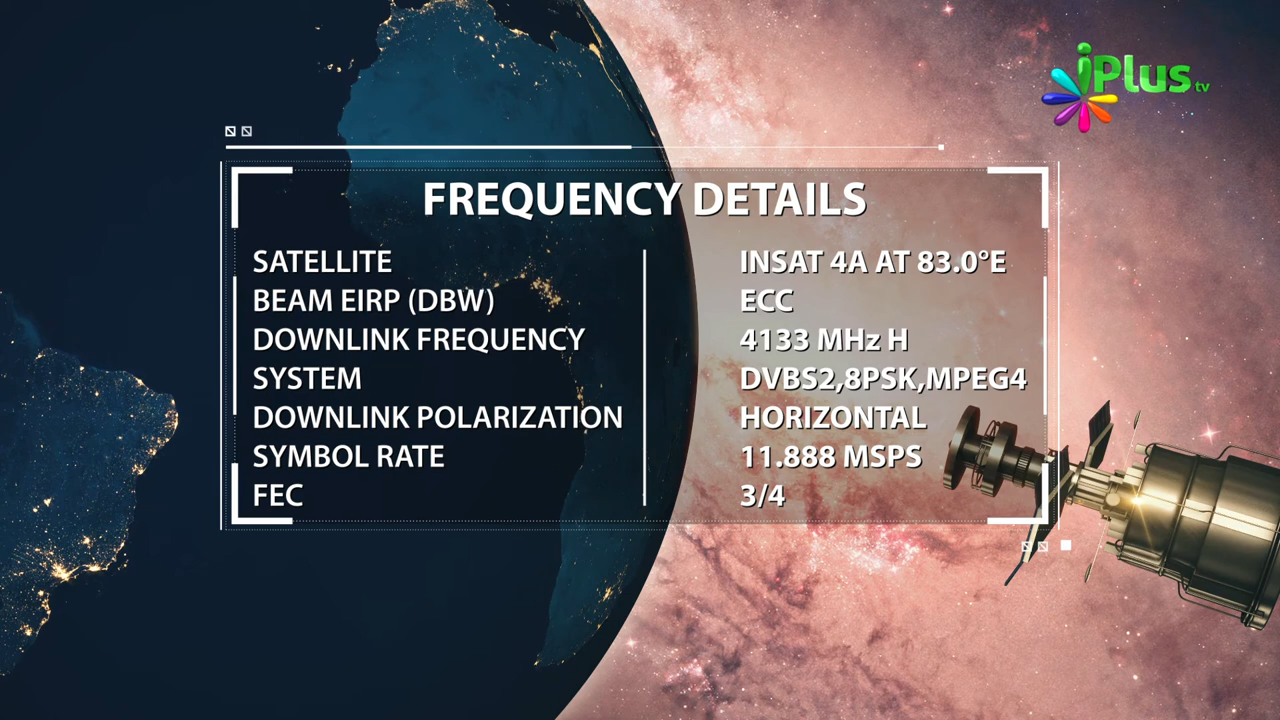 iPlus tv
FREQUENCY DETAILS
SATELLITE INSAT 4A AT 83.0°E
BEAM EIRP (DBW) ECC
DOWNLINK FREQUENCY 4133 MHz H
SYSTEM DVBS2,8PSK,MPEG4
DOWNLINK POLARIZATION HORIZONTAL
SYMBOL RATE 11.888 MSPS
FEC 3/4